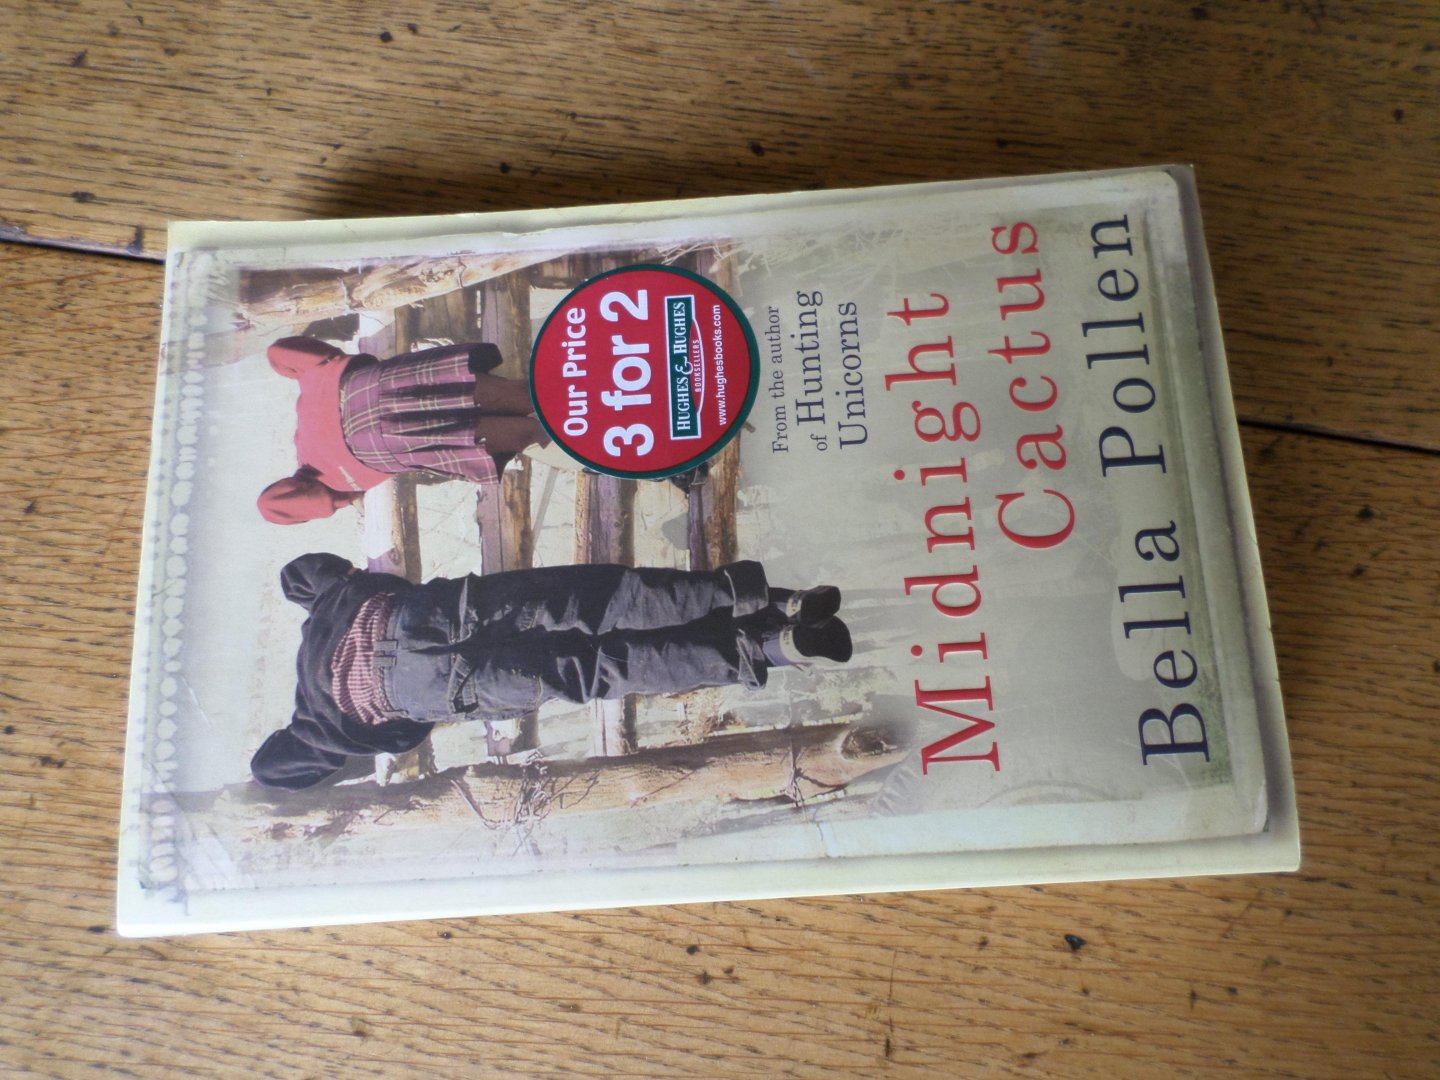 Our Price
3 for 2
HUGHES & HUGHES
BOOKSELLERS
www.hughesbooks.com
From the author
of Hunting
Unicorns
Midnight
Cactus
Bella Pollen